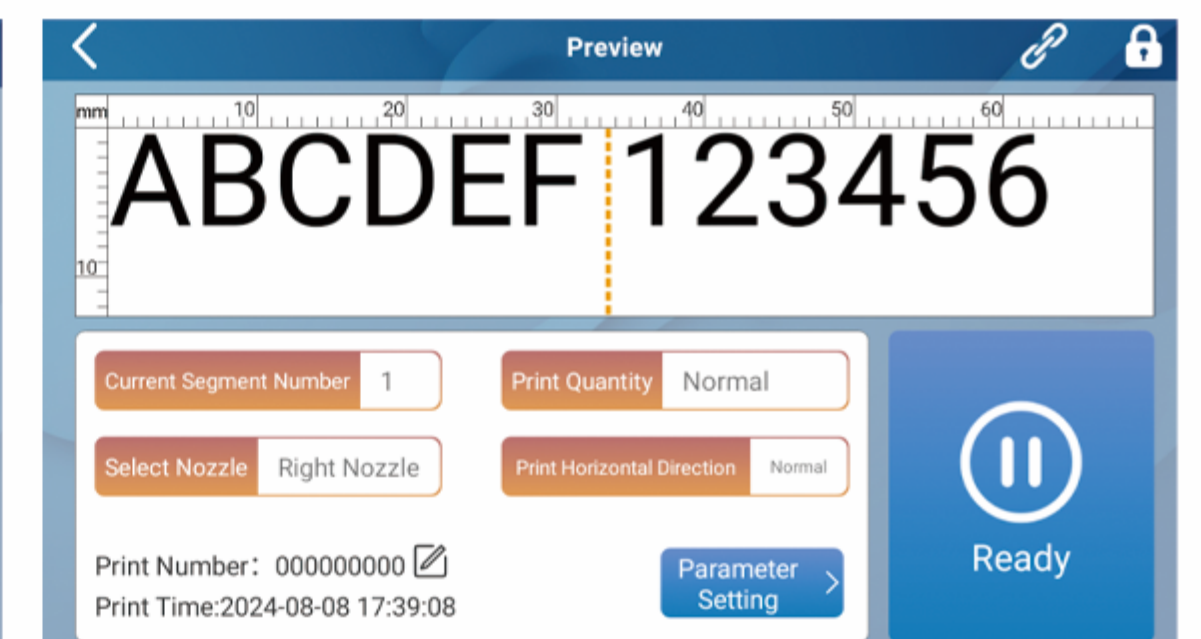 Preview
mm 10 20 30 40 50 60
ABCDEF 123456
10
Current Segment Number 1
Print Quantity Normal
Select Nozzle Right Nozzle
Print Horizontal Direction Normal
Print Number: 000000000
Print Time:2024-08-08 17:39:08
Parameter
Setting
Ready